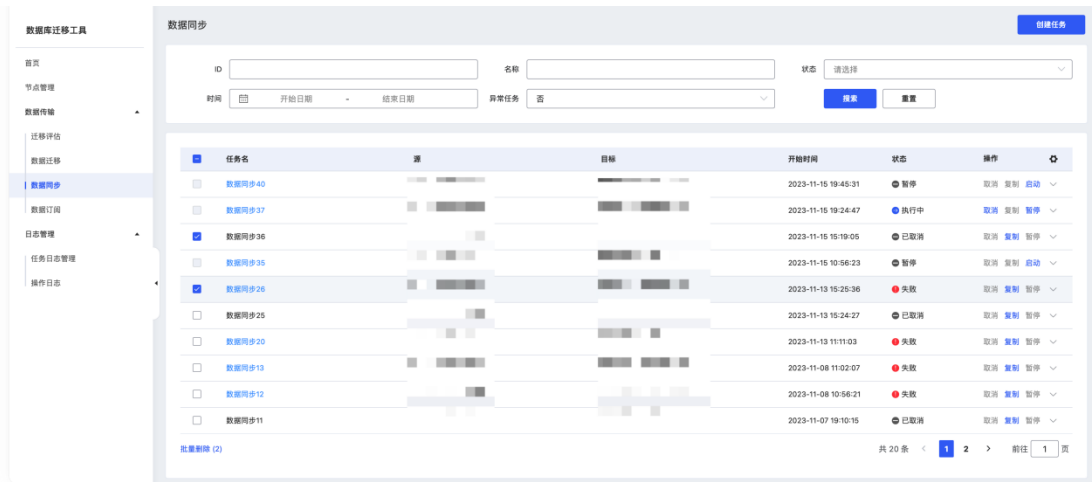 数据库迁移工具
首页
节点管理
数据传输
迁移评估
数据迁移
数据同步
数据订阅
日志管理
任务日志管理
操作日志
数据同步 创建任务
ID 名称 状态 请选择
时间 开始日期 - 结束日期 异常任务 否 搜索 重置
任务名 源 目标 开始时间 状态 操作
数据同步40 2023-11-15 19:45:31 暂停 取消 复制 启动
数据同步37 2023-11-15 19:24:47 执行中 取消 复制 暂停
数据同步36 2023-11-15 15:19:05 已取消 取消 复制 暂停
数据同步35 2023-11-15 10:56:23 暂停 取消 复制 启动
数据同步26 2023-11-13 15:25:36 失败 取消 复制 暂停
数据同步25 2023-11-13 15:24:27 已取消 取消 复制 暂停
数据同步20 2023-11-13 11:11:03 失败 取消 复制 暂停
数据同步13 2023-11-08 11:02:07 失败 取消 复制 暂停
数据同步12 2023-11-08 10:56:21 失败 取消 复制 暂停
数据同步11 2023-11-07 19:10:15 已取消 取消 复制 暂停
批量删除 (2) 共 20 条 1 2 前往 1 页